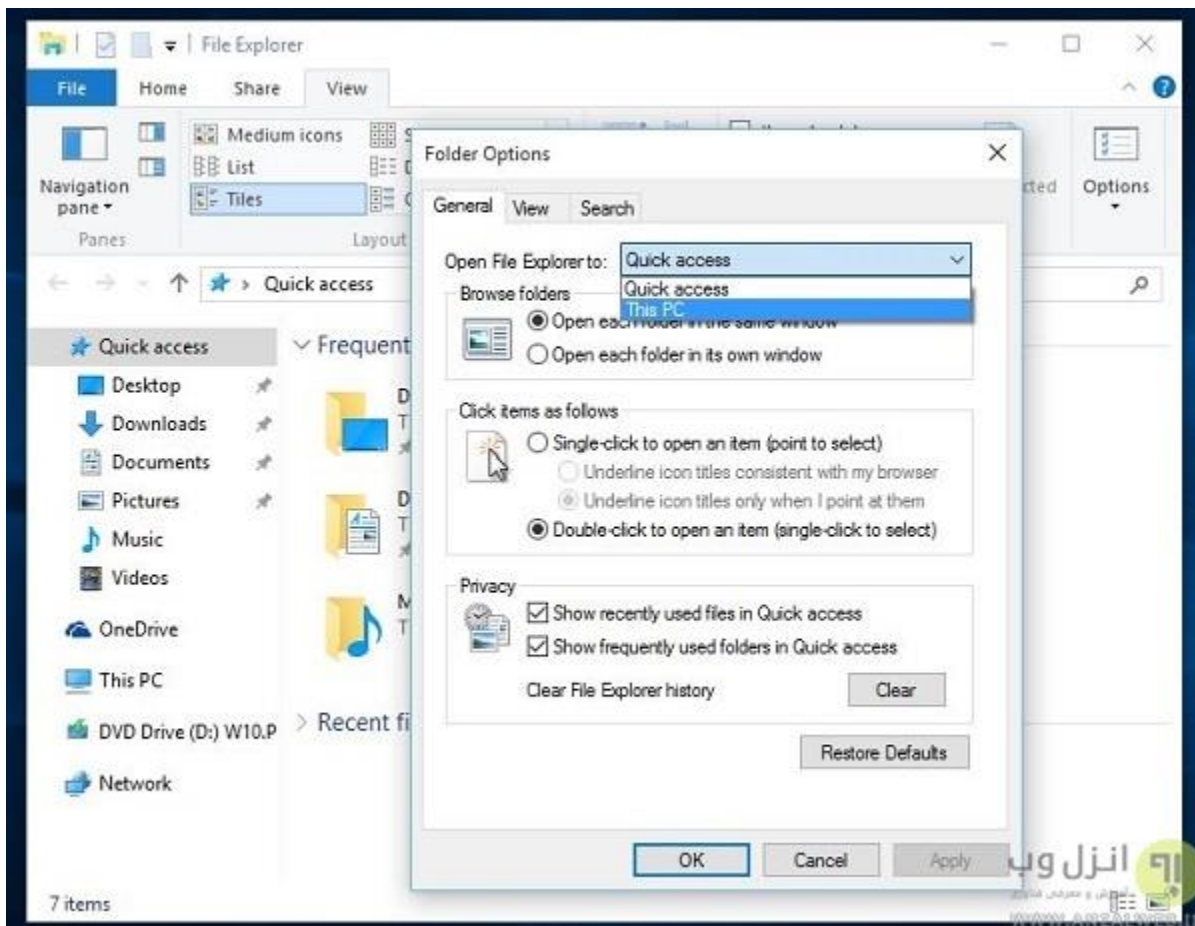 File Explorer
File Home Share View
Medium icons
List
Tiles
Navigation
pane
Panes
Layout
Options
Quick access
Quick access
Desktop
Downloads
Documents
Pictures
Music
Videos
OneDrive
This PC
DVD Drive (D:) W10.P
Network
7 items
Frequent
Recent fi
Folder Options
General View Search
Open File Explorer to: Quick access
Quick access
This PC
Browse folders
Open each folder in the same window
Open each folder in its own window
Click items as follows
Single-click to open an item (point to select)
Underline icon titles consistent with my browser
Underline icon titles only when I point at them
Double-click to open an item (single-click to select)
Privacy
Show recently used files in Quick access
Show frequently used folders in Quick access
Clear File Explorer history Clear
Restore Defaults
OK Cancel Apply
انزل وب